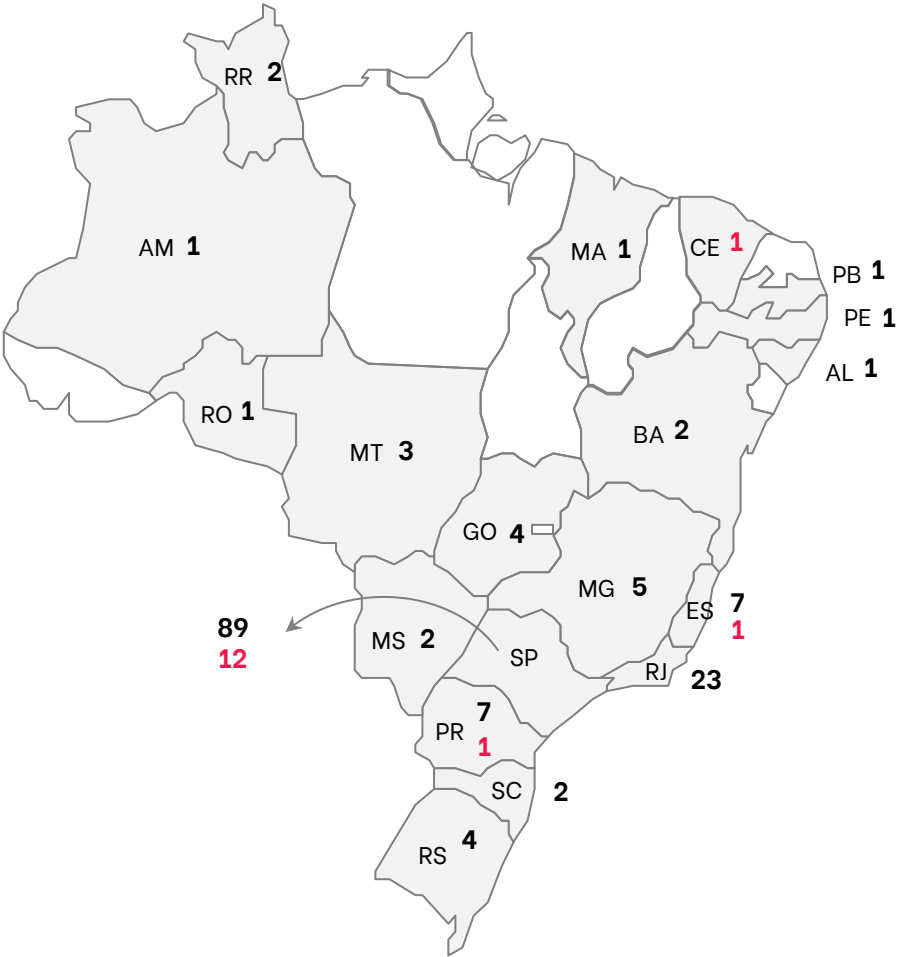 RR 2
AM 1
MA 1
CE 1
PB 1
PE 1
AL 1
RO 1
MT 3
BA 2
GO 4
MG 5
ES 7
1
89
12
MS 2
SP
RJ 23
PR 7
1
SC 2
RS 4